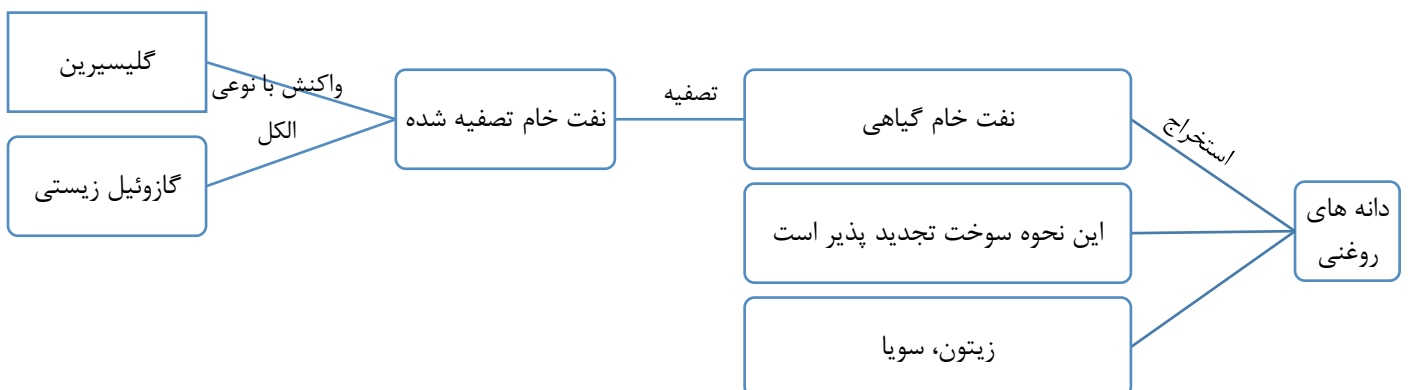 دانه های
روغنی
استخراج
نفت خام گیاهی
این نحوه سوخت تجدید پذیر است
زیتون، سویا
تصفیه
نفت خام تصفیه شده
واکنش با نوعی
الکل
گلیسیرین
گازوئیل زیستی